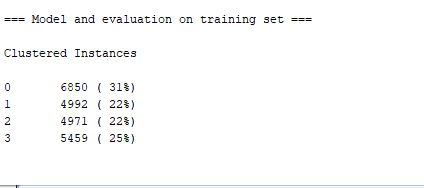 === Model and evaluation on training set ===
Clustered Instances
0 6850 ( 31%)
1 4992 ( 22%)
2 4971 ( 22%)
3 5459 ( 25%)